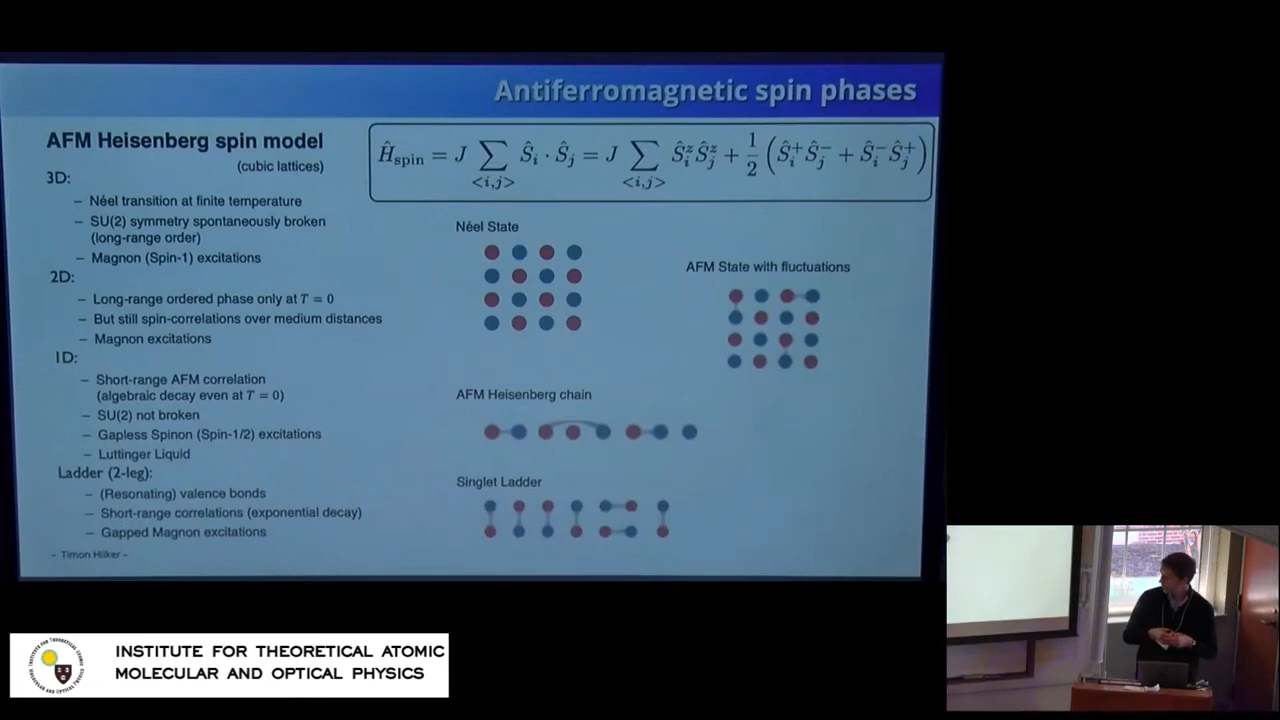 Antiferromagnetic spin phases
AFM Heisenberg spin model
(cubic lattices)
Ĥ_spin = J ∑_{<i,j>} Ŝ_i · Ŝ_j = J ∑_{<i,j>} Ŝ_i^z Ŝ_j^z + 1/2 (Ŝ_i^+ Ŝ_j^- + Ŝ_i^- Ŝ_j^+)
3D:
– Néel transition at finite temperature
– SU(2) symmetry spontaneously broken
(long-range order)
– Magnon (Spin-1) excitations
2D:
– Long-range ordered phase only at T = 0
– But still spin-correlations over medium distances
– Magnon excitations
1D:
– Short-range AFM correlation
(algebraic decay even at T = 0)
– SU(2) not broken
– Gapless Spinon (Spin-1/2) excitations
– Luttinger Liquid
Ladder (2-leg):
– (Resonating) valence bonds
– Short-range correlations (exponential decay)
– Gapped Magnon excitations
– Timon Hilker –
Néel State
AFM State with fluctuations
AFM Heisenberg chain
Singlet Ladder
INSTITUTE FOR THEORETICAL ATOMIC
MOLECULAR AND OPTICAL PHYSICS